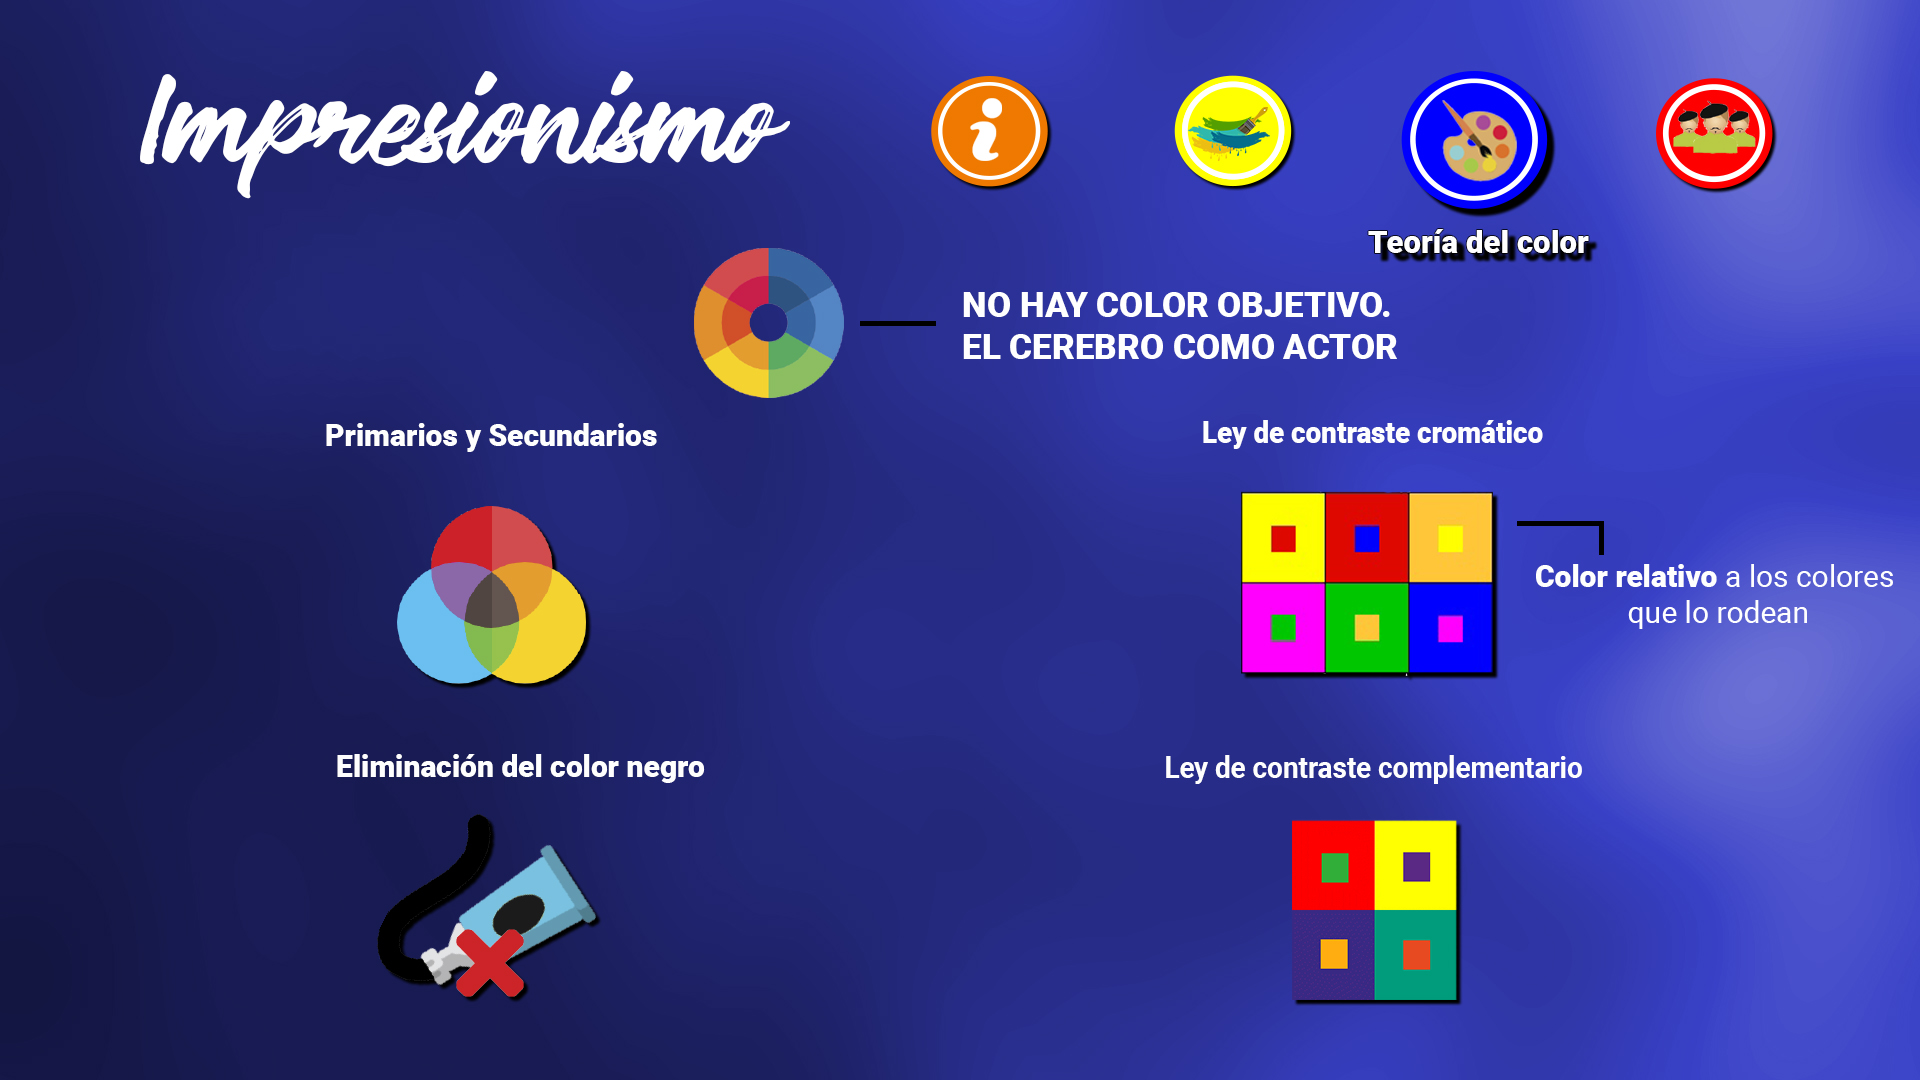 Impresionismo
Teoría del color
NO HAY COLOR OBJETIVO.
EL CEREBRO COMO ACTOR
Primarios y Secundarios
Ley de contraste cromático
Color relativo a los colores
que lo rodean
Eliminación del color negro
Ley de contraste complementario